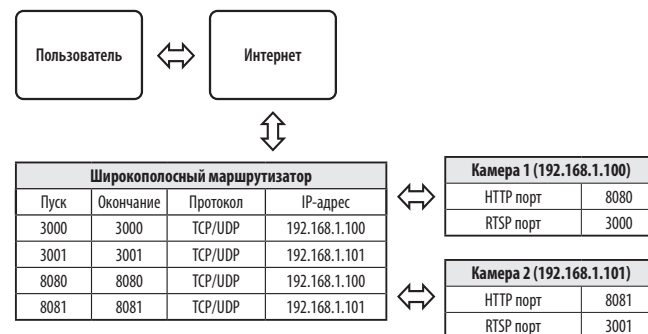 Пользователь
Интернет
Широкополосный маршрутизатор
Пуск Окончание Протокол IP-адрес
3000 3000 TCP/UDP 192.168.1.100
3001 3001 TCP/UDP 192.168.1.101
8080 8080 TCP/UDP 192.168.1.100
8081 8081 TCP/UDP 192.168.1.101
Камера 1 (192.168.1.100)
HTTP порт 8080
RTSP порт 3000
Камера 2 (192.168.1.101)
HTTP порт 8081
RTSP порт 3001